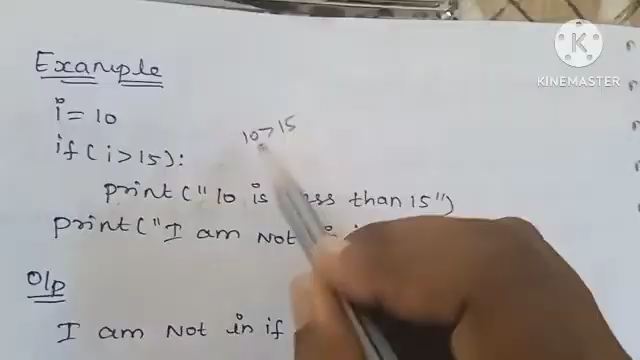 KINEMASTER
Example
i = 10
10>15
if(i>15):
print("10 is less than 15")
print("I am Not
O/p
I am Not in if